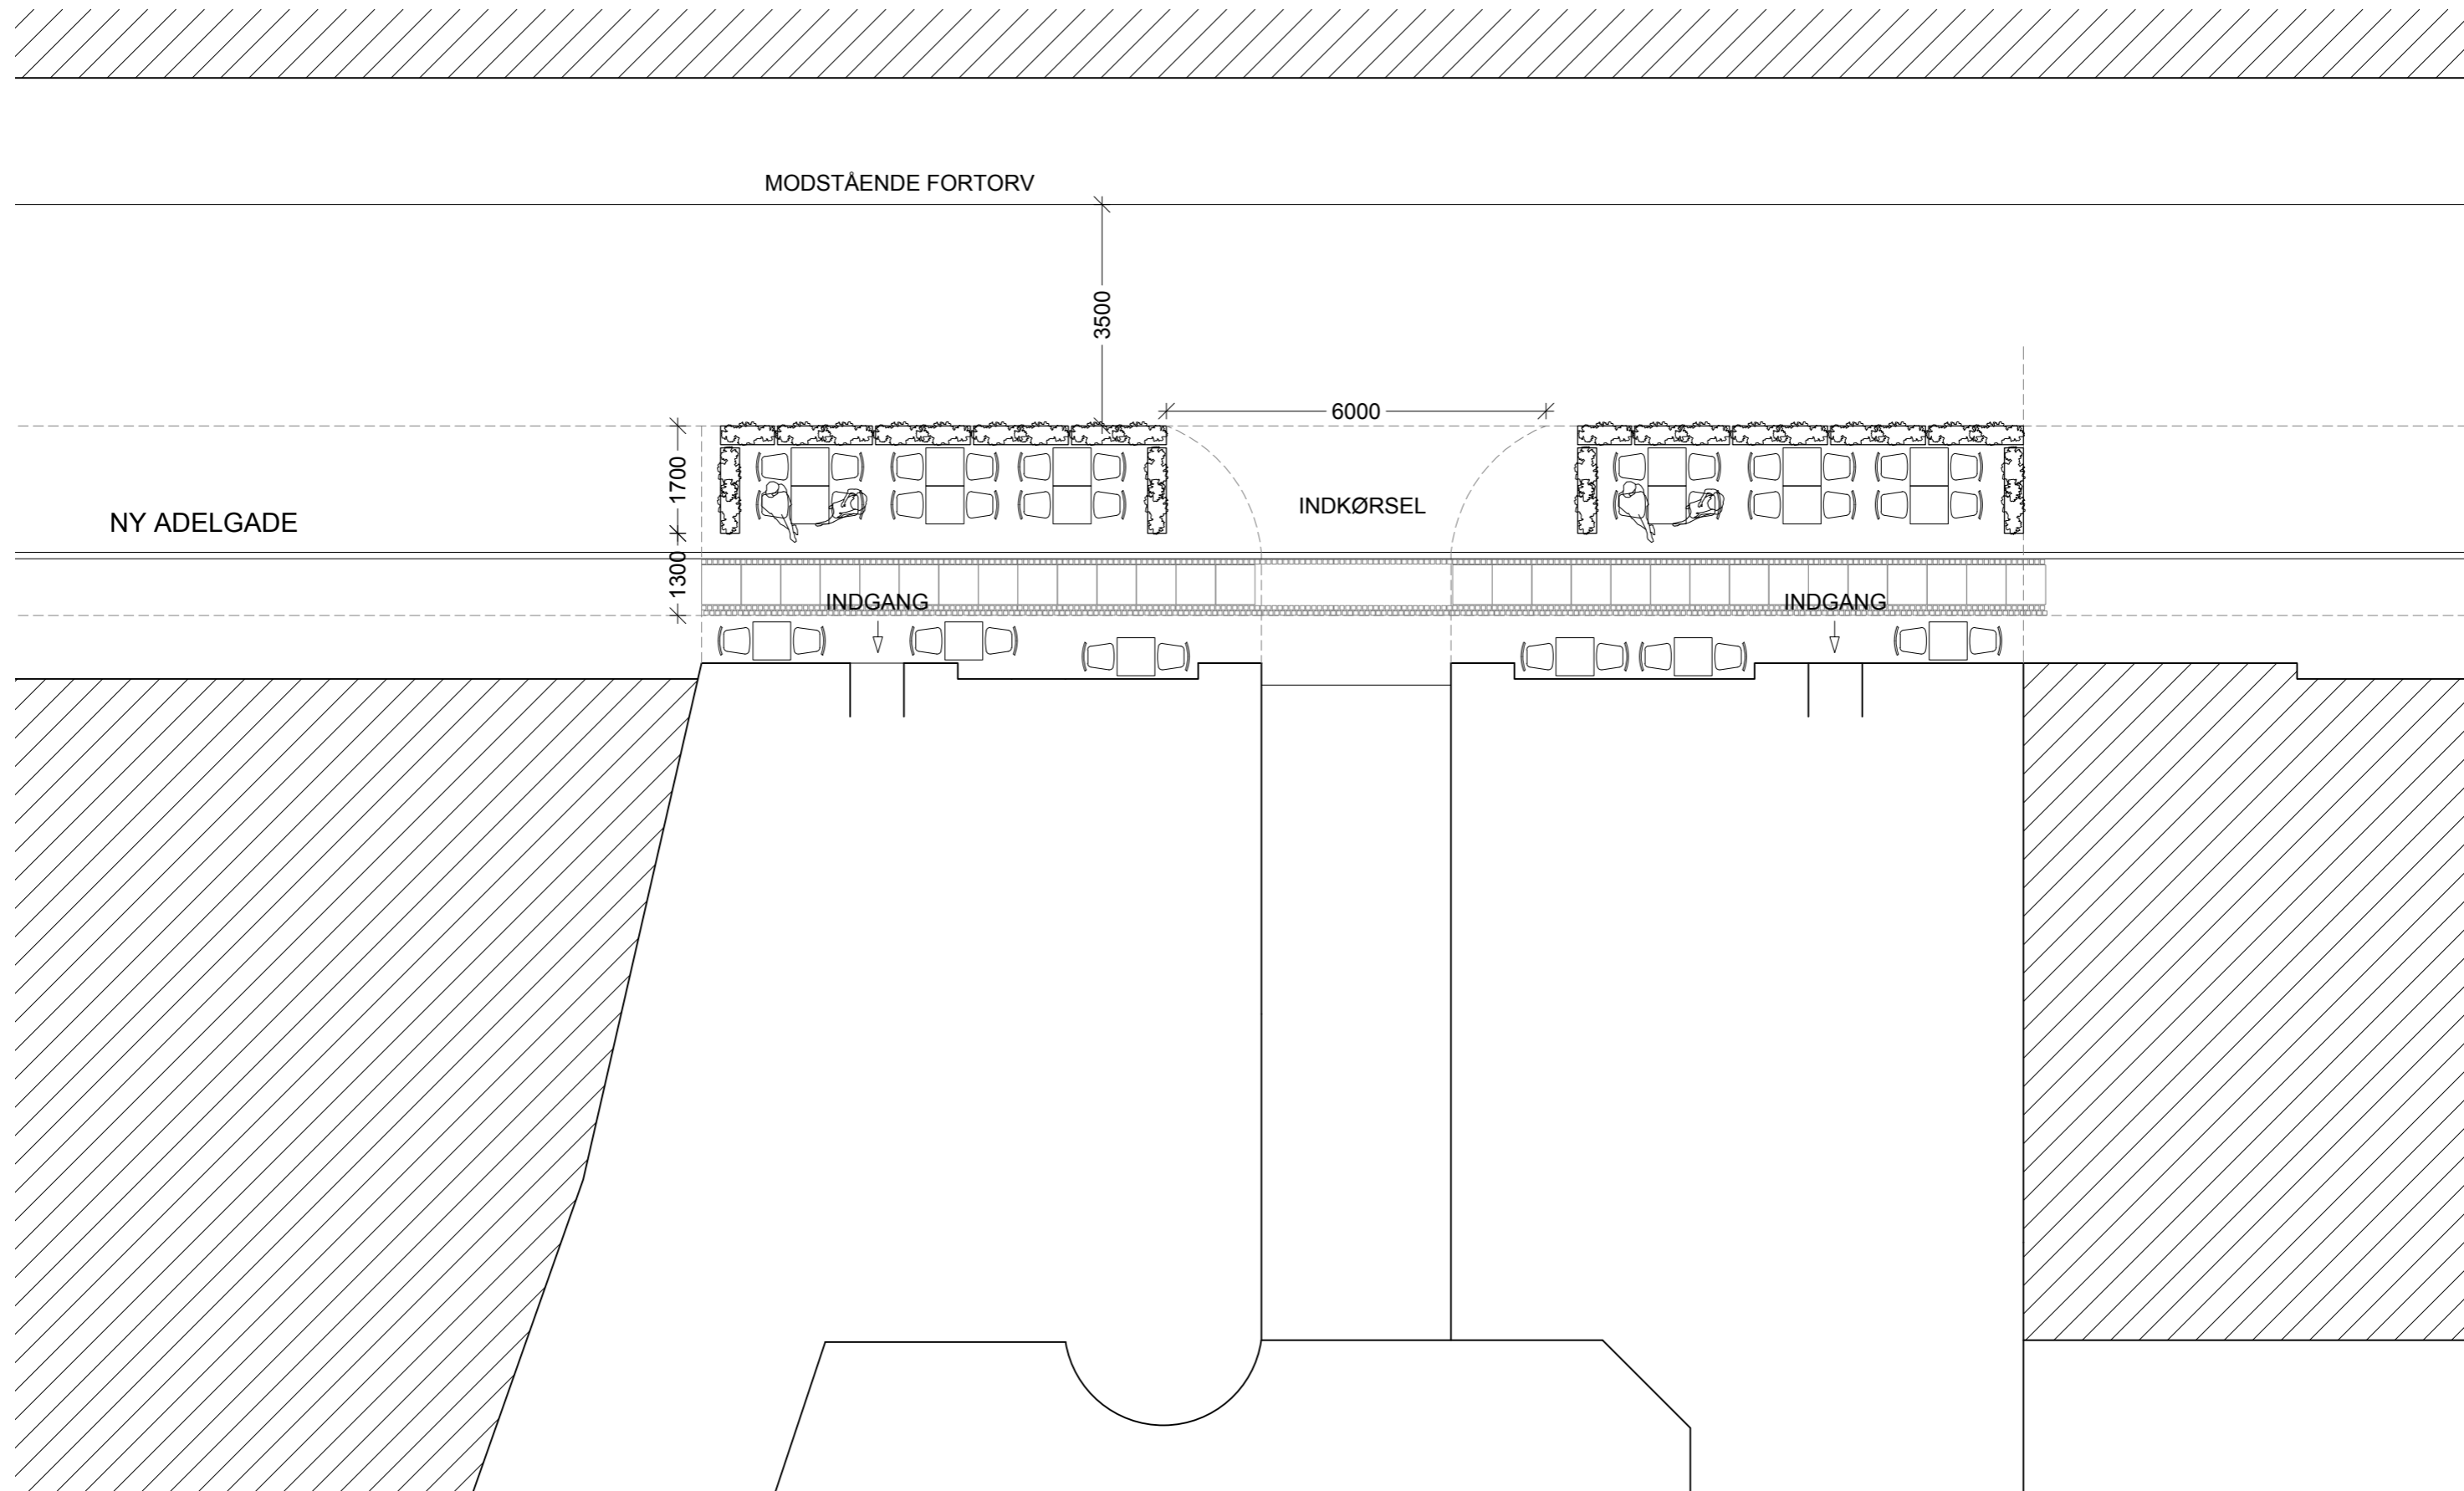 MODSTÅENDE FORTORV
3500
6000
1700
INDKØRSEL
NY ADELGADE
1300
INDGANG
INDGANG